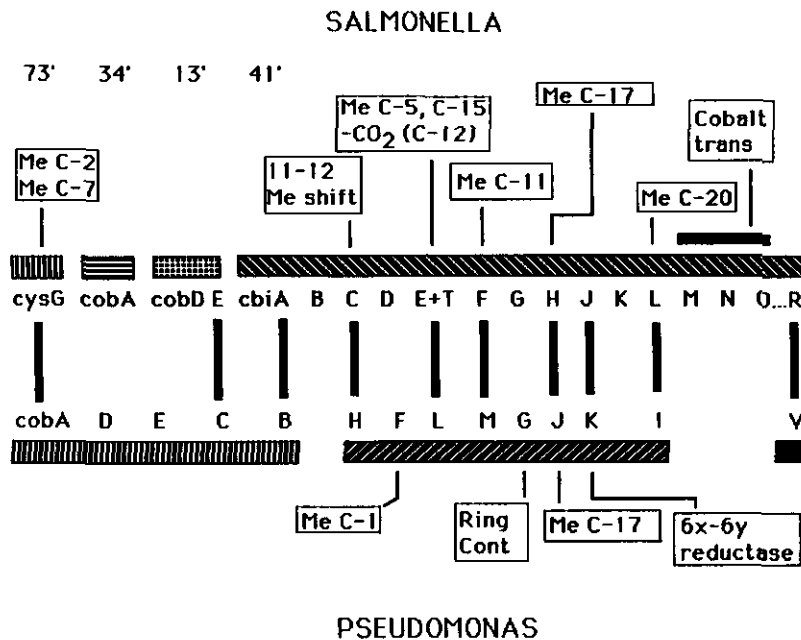 SALMONELLA
73' 34' 13' 41'
Me C-2
Me C-7
11-12
Me shift
Me C-5, C-15
-CO2 (C-12)
Me C-11
Me C-17
Me C-20
Cobalt
trans
cysG cobA cobD E cbiA B C D E+T F G H J K L M N O...R
cobA D E C B H F L M G J K I V
Me C-1
Ring
Cont
Me C-17
6x-6y
reductase
PSEUDOMONAS